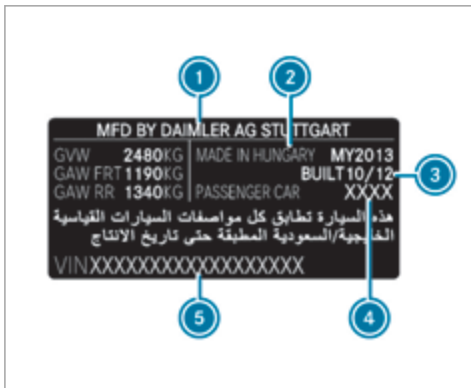 1
2
MFD BY DAIMLER AG STUTTGART
GVW 2480KG MADE IN HUNGARY MY2013
GAW FRT 1190KG BUILT10/12
3
GAW RR 1340KG PASSENGER CAR XXXX
هذه السيارة تطابق كل مواصفات السيارات القياسية
الخليجية/السعودية المطبقة حتى تاريخ الانتاج
VINXXXXXXXXXXXXXXXXXX
5
4